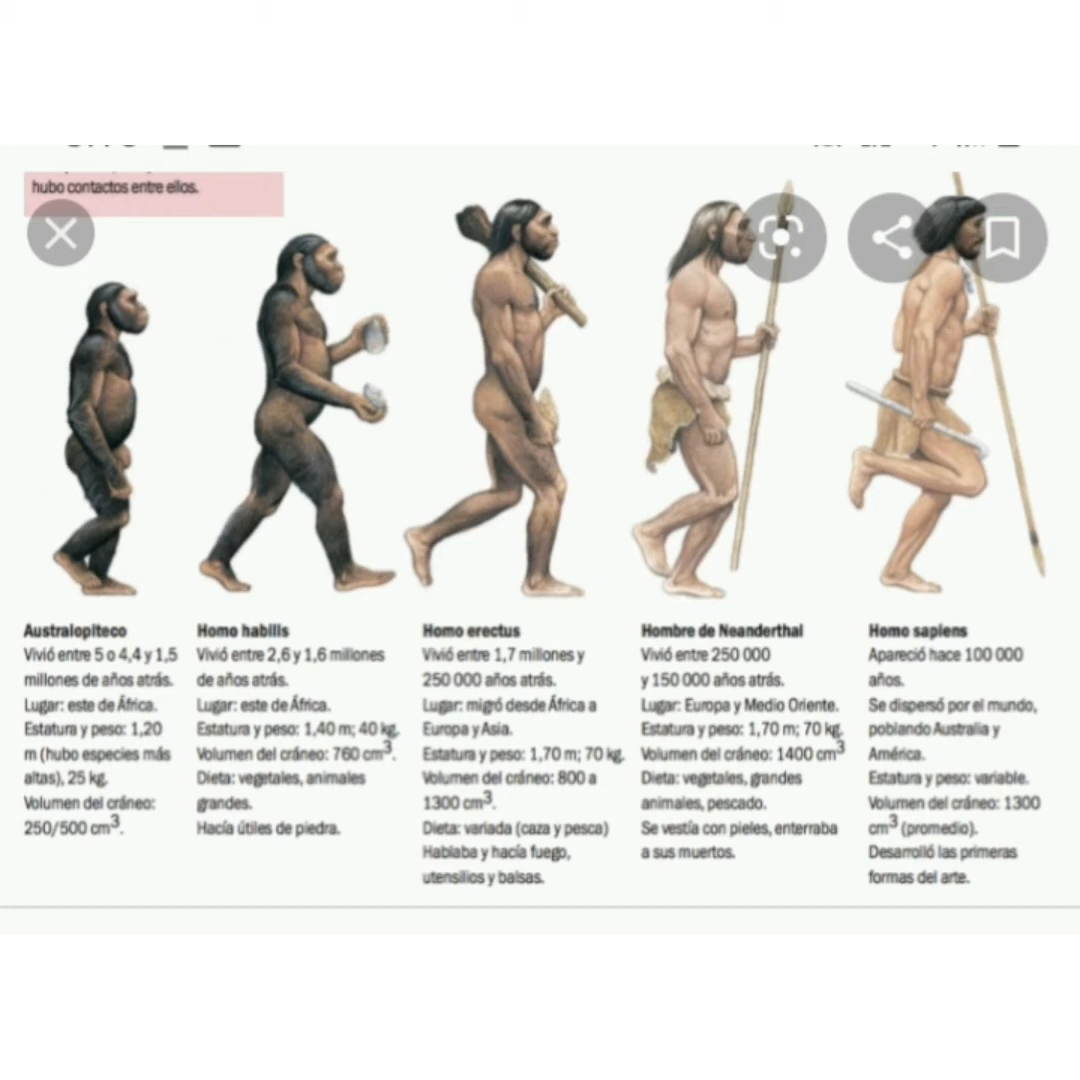 hubo contactos entre ellos.
Australopiteco
Vivió entre 5 o 4,4 y 1,5
millones de años atrás.
Lugar: este de África.
Estatura y peso: 1,20
m (hubo especies más
altas), 25 kg.
Volumen del cráneo:
250/500 cm³.
Homo habilis
Vivió entre 2,6 y 1,6 millones
de años atrás.
Lugar: este de África.
Estatura y peso: 1,40 m; 40 kg.
Volumen del cráneo: 760 cm³.
Dieta: vegetales, animales
grandes.
Hacía útiles de piedra.
Homo erectus
Vivió entre 1,7 millones y
250 000 años atrás.
Lugar: migró desde África a
Europa y Asia.
Estatura y peso: 1,70 m; 70 kg.
Volumen del cráneo: 800 a
1300 cm³.
Dieta: variada (caza y pesca)
Hablaba y hacía fuego,
utensilios y balsas.
Hombre de Neanderthal
Vivió entre 250 000
y 150 000 años atrás.
Lugar: Europa y Medio Oriente.
Estatura y peso: 1,70 m; 70 kg.
Volumen del cráneo: 1400 cm³
Dieta: vegetales, grandes
animales, pescado.
Se vestía con pieles, enterraba
a sus muertos.
Homo sapiens
Apareció hace 100 000
años.
Se dispersó por el mundo,
poblando Australia y
América.
Estatura y peso: variable.
Volumen del cráneo: 1300
cm³ (promedio).
Desarrolló las primeras
formas del arte.